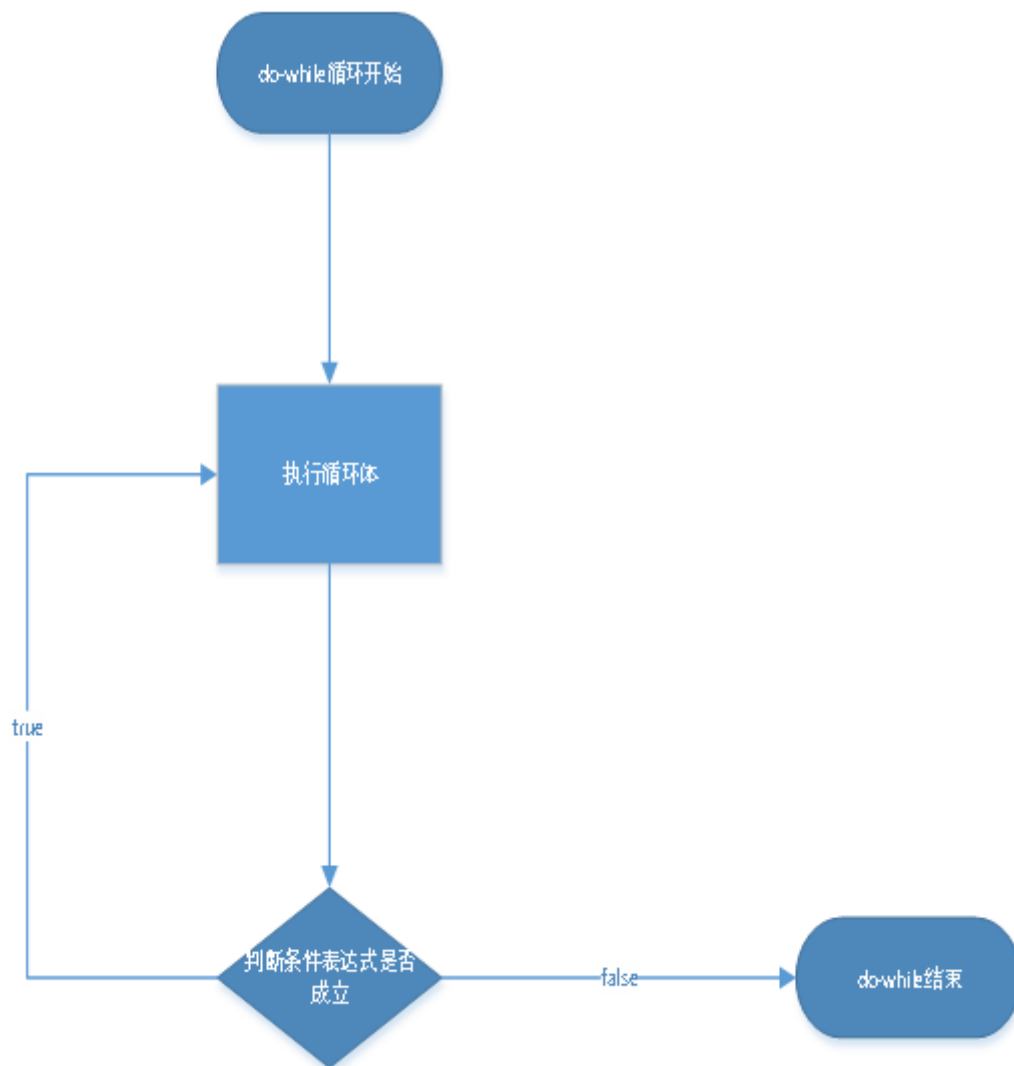 do-while循环开始
执行循环体
true
判断条件表达式是否
成立
false
do-while结束